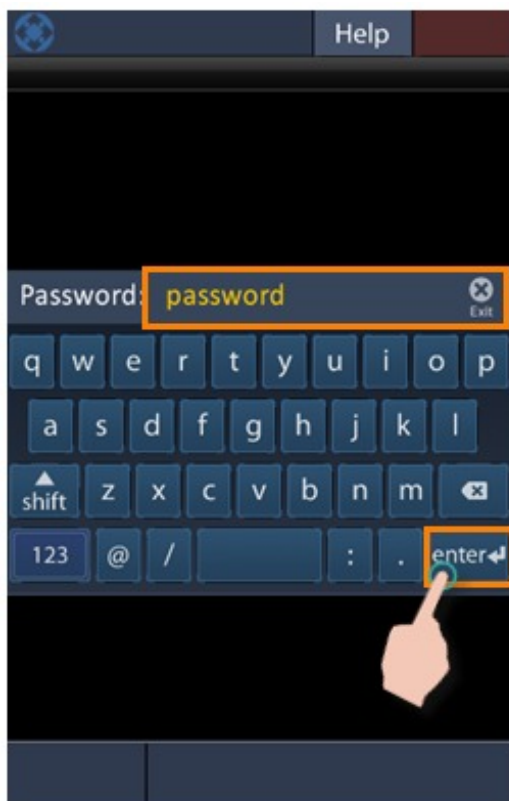 Help
Password: password
Exit
q w e r t y u i o p
a s d f g h j k l
shift z x c v b n m
123 @ / : . enter